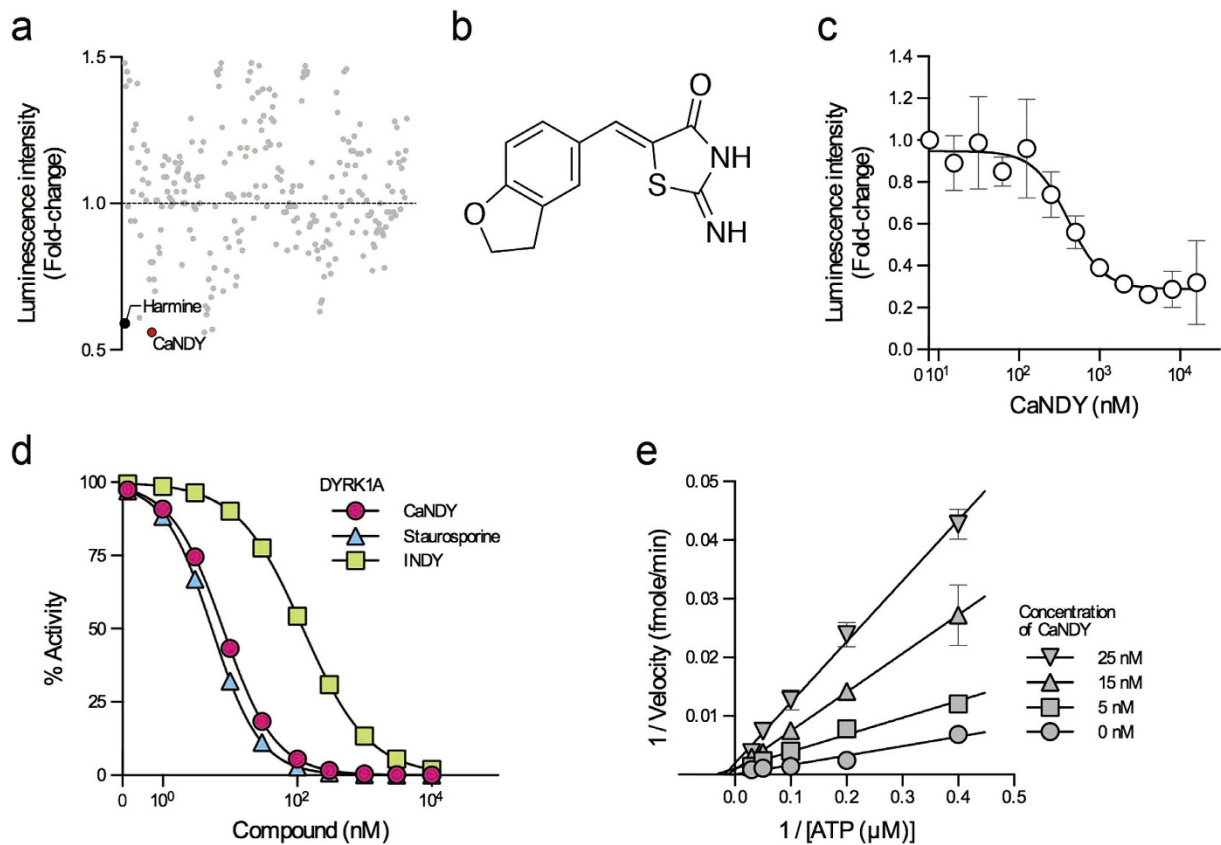 a
1.5
1.0
0.5
Luminescence intensity
(Fold-change)
Harmine
CaNDY
b
O
NH
S
NH
O
c
1.4
1.2
1.0
0.8
0.6
0.4
0.2
0.0
Luminescence intensity
(Fold-change)
0 10¹ 10² 10³ 10⁴
CaNDY (nM)
d
100
75
50
25
0
% Activity
DYRK1A
CaNDY
Staurosporine
INDY
0 10⁰ 10² 10⁴
Compound (nM)
e
0.05
0.04
0.03
0.02
0.01
1 / Velocity (fmole/min)
0.0 0.1 0.2 0.3 0.4 0.5
1 / [ATP (μM)]
Concentration
of CaNDY
25 nM
15 nM
5 nM
0 nM